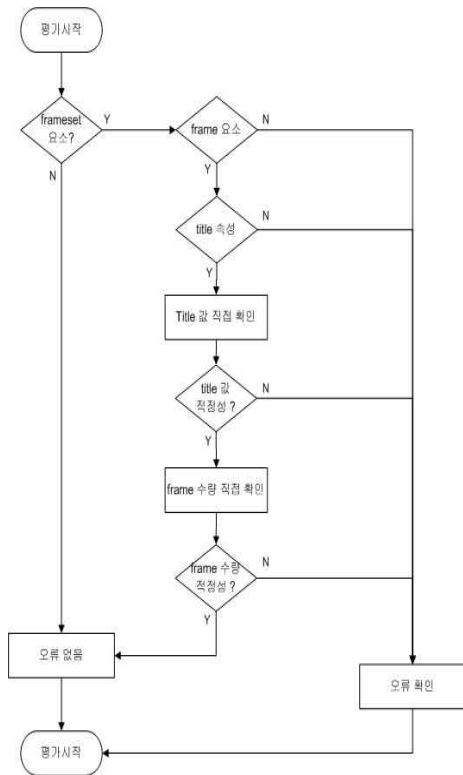 평가시작
frameset
요소?
Y
N
frame 요소
N
Y
title 속성
N
Y
Title 값 직접 확인
title 값
적정성 ?
N
Y
frame 수량 직접 확인
frame 수량
적정성 ?
N
Y
오류 없음
오류 확인
평가시작